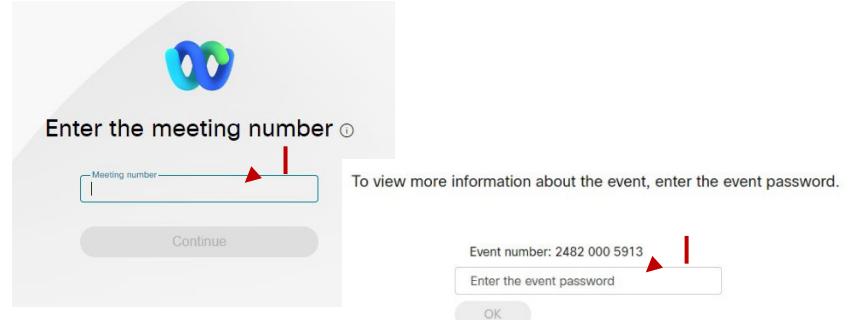 Enter the meeting number
Meeting number
Continue
To view more information about the event, enter the event password.
Event number: 2482 000 5913
Enter the event password
OK